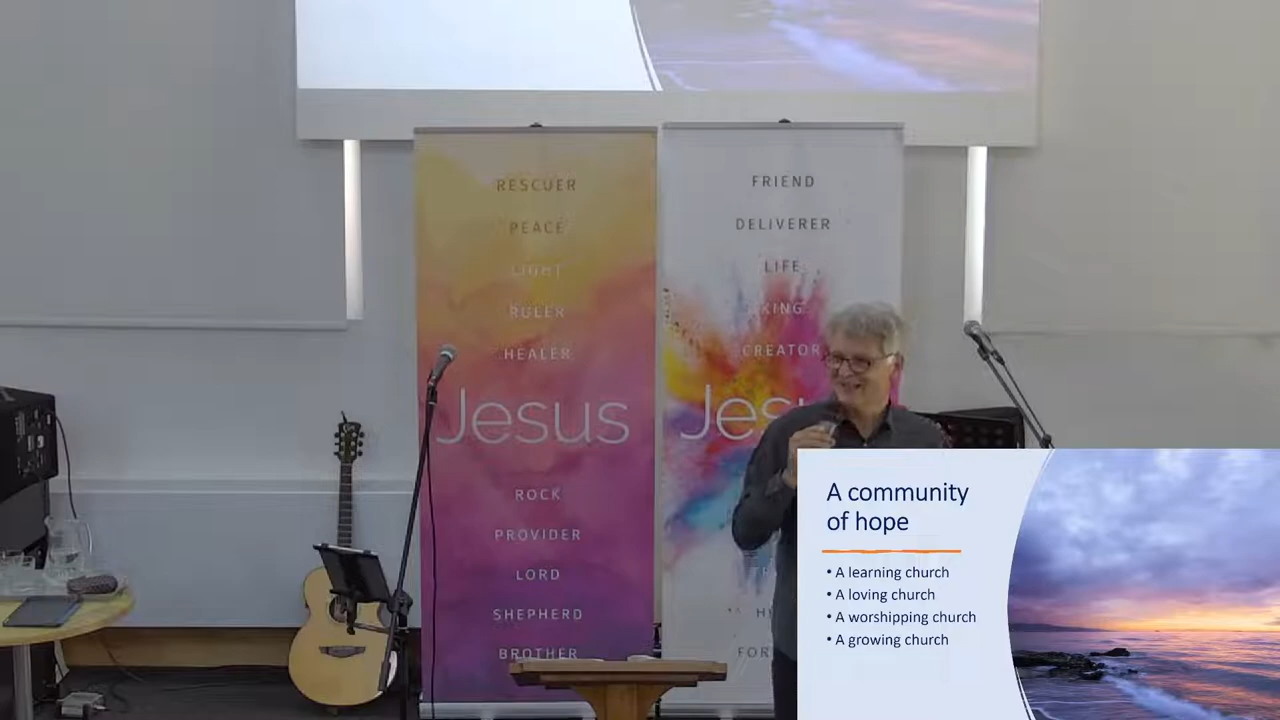 RESCUER
PEACE
LIGHT
RULER
HEALER
Jesus
ROCK
PROVIDER
LORD
SHEPHERD
BROTHER
FRIEND
DELIVERER
LIFE
KING
CREATOR
A community
of hope
• A learning church
• A loving church
• A worshipping church
• A growing church